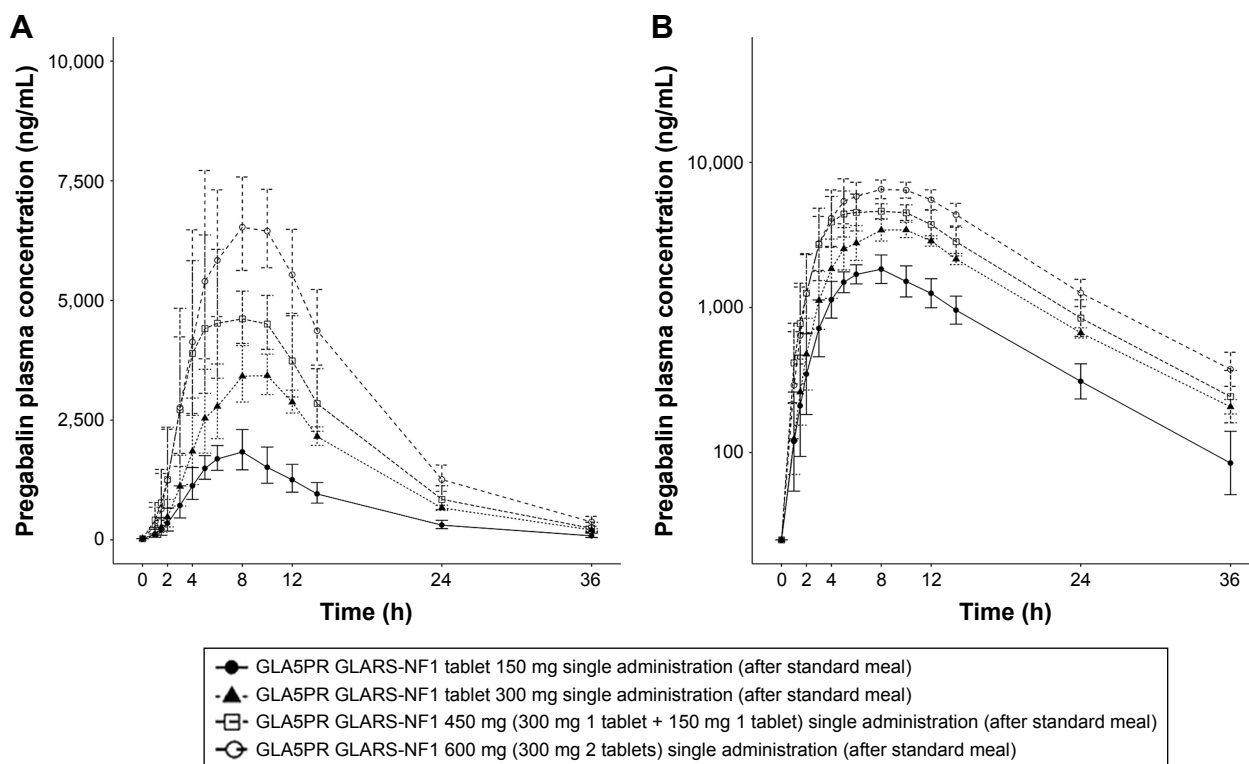 A
Pregabalin plasma concentration (ng/mL)
10,000
7,500
5,000
2,500
0
0 2 4 8 12 24 36
Time (h)
B
Pregabalin plasma concentration (ng/mL)
10,000
1,000
100
0 2 4 8 12 24 36
Time (h)
GLA5PR GLARS-NF1 tablet 150 mg single administration (after standard meal)
GLA5PR GLARS-NF1 tablet 300 mg single administration (after standard meal)
GLA5PR GLARS-NF1 450 mg (300 mg 1 tablet + 150 mg 1 tablet) single administration (after standard meal)
GLA5PR GLARS-NF1 600 mg (300 mg 2 tablets) single administration (after standard meal)